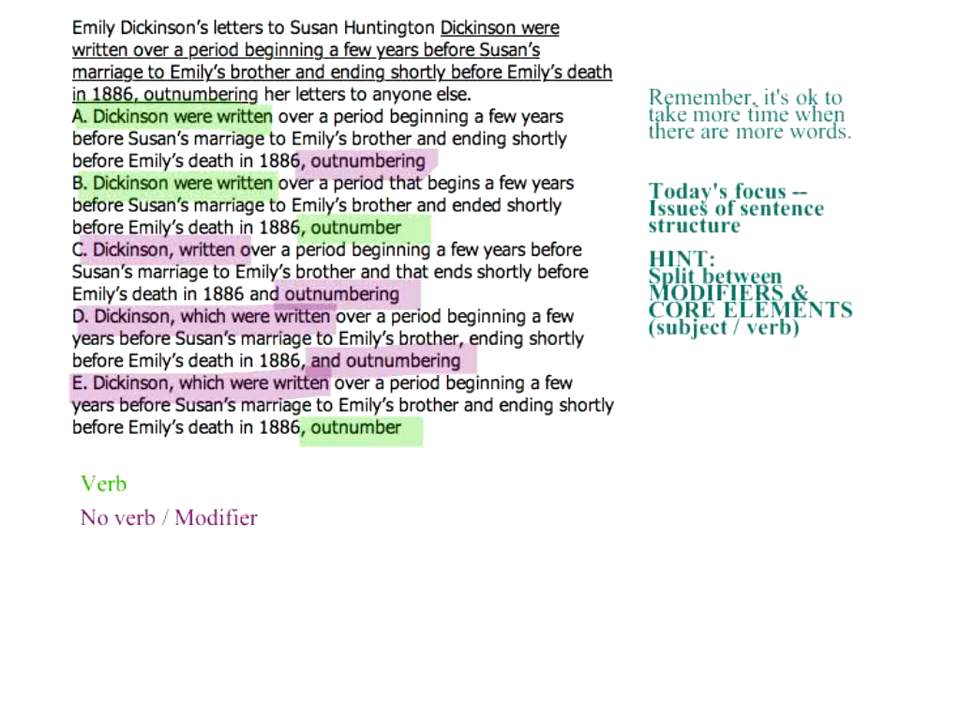 Emily Dickinson's letters to Susan Huntington Dickinson were
written over a period beginning a few years before Susan's
marriage to Emily's brother and ending shortly before Emily's death
in 1886, outnumbering her letters to anyone else.
A. Dickinson were written over a period beginning a few years
before Susan's marriage to Emily's brother and ending shortly
before Emily's death in 1886, outnumbering
B. Dickinson were written over a period that begins a few years
before Susan's marriage to Emily's brother and ended shortly
before Emily's death in 1886, outnumber
C. Dickinson, written over a period beginning a few years before
Susan's marriage to Emily's brother and that ends shortly before
Emily's death in 1886 and outnumbering
D. Dickinson, which were written over a period beginning a few
years before Susan's marriage to Emily's brother, ending shortly
before Emily's death in 1886, and outnumbering
E. Dickinson, which were written over a period beginning a few
years before Susan's marriage to Emily's brother and ending shortly
before Emily's death in 1886, outnumber
Verb
No verb / Modifier
Remember, it's ok to
take more time when
there are more words.
Today's focus --
Issues of sentence
structure
HINT:
Split between
MODIFIERS &
CORE ELEMENTS
(subject / verb)